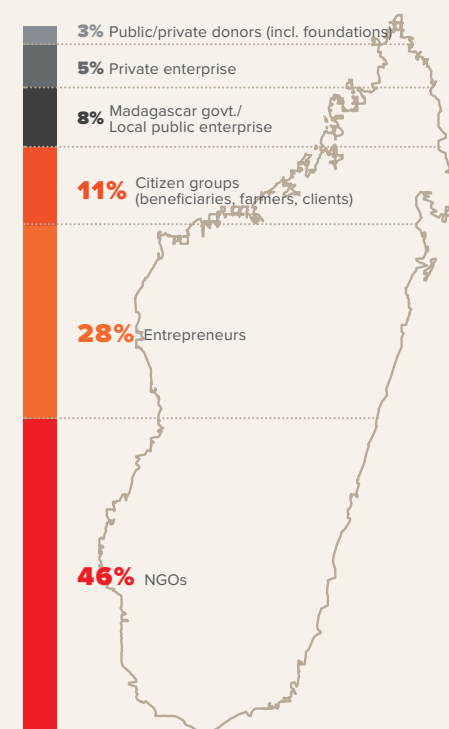 3% Public/private donors (incl. foundations)
5% Private enterprise
8% Madagascar govt./
Local public enterprise
11% Citizen groups
(beneficiaries, farmers, clients)
28% Entrepreneurs
46% NGOs